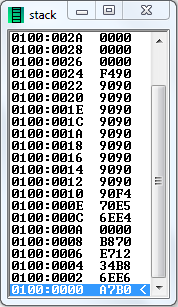 stack
0100:002A 0000
0100:0028 0000
0100:0026 0000
0100:0024 F490
0100:0022 9090
0100:0020 9090
0100:001E 9090
0100:001C 9090
0100:001A 9090
0100:0018 9090
0100:0016 9090
0100:0014 9090
0100:0012 9090
0100:0010 90F4
0100:000E 70E5
0100:000C 6EE4
0100:000A 0000
0100:0008 B870
0100:0006 E712
0100:0004 34B8
0100:0002 6EE6
0100:0000 A7B0 <